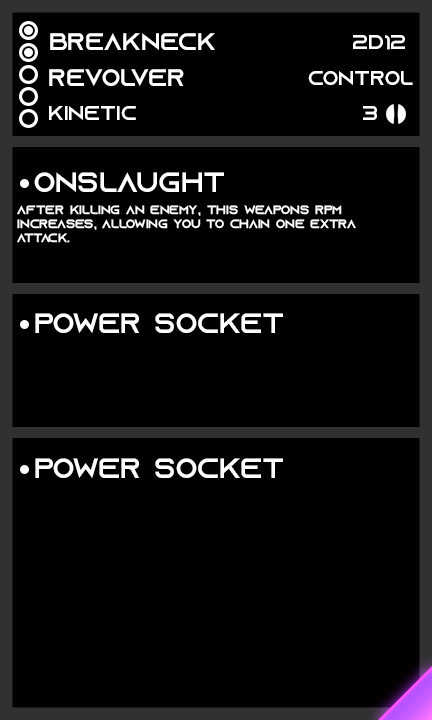 BREAKNECK 2D12
REVOLVER CONTROL
KINETIC 3
ONSLAUGHT
AFTER KILLING AN ENEMY, THIS WEAPONS RPM
INCREASES, ALLOWING YOU TO CHAIN ONE EXTRA
ATTACK.
POWER SOCKET
POWER SOCKET